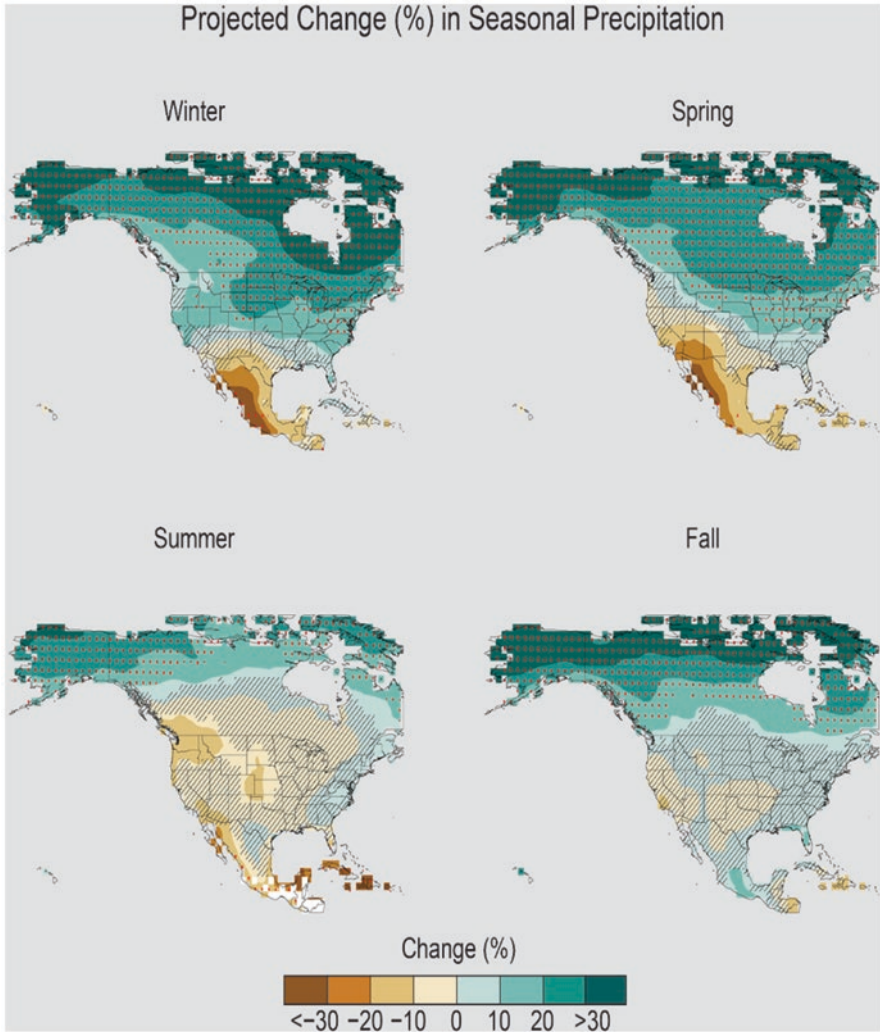 Projected Change (%) in Seasonal Precipitation
Winter
Spring
Summer
Fall
Change (%)
<−30 −20 −10 0 10 20 >30